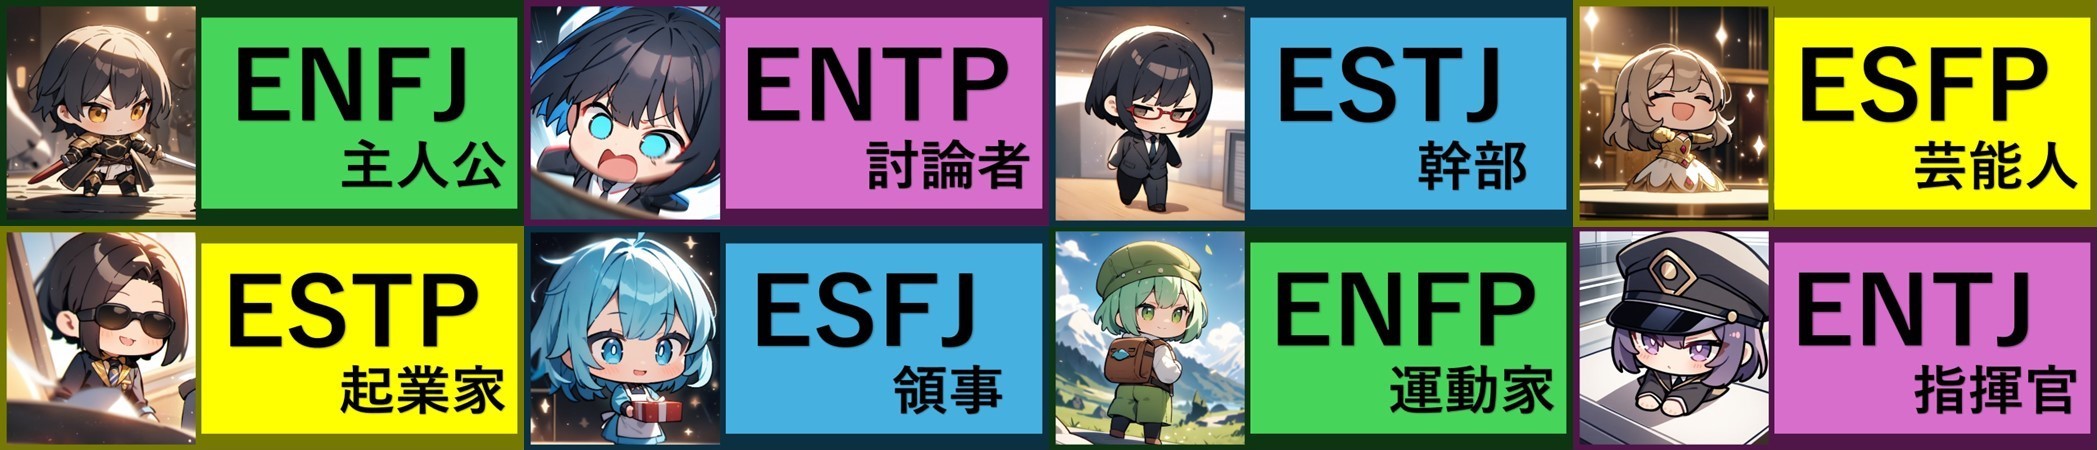 ENFJ
主人公
ENTP
討論者
ESTJ
幹部
ESFP
芸能人
ESTP
起業家
ESFJ
領事
ENFP
運動家
ENTJ
指揮官